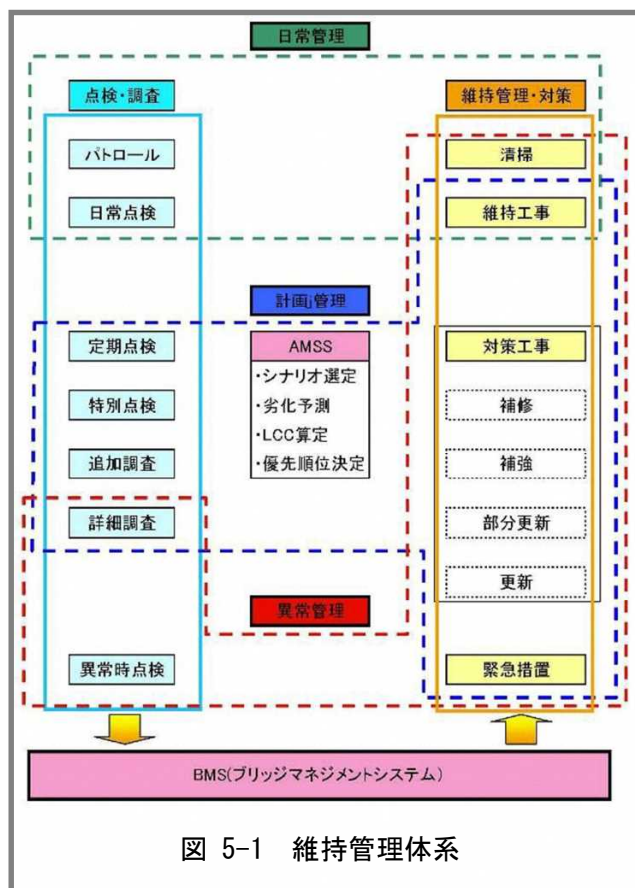 日常管理
点検・調査
維持管理・対策
パトロール
清掃
日常点検
維持工事
計画j管理
定期点検
AMSS
対策工事
・シナリオ選定
・劣化予測
・LCC算定
・優先順位決定
特別点検
補修
追加調査
補強
詳細調査
部分更新
更新
異常管理
異常時点検
緊急措置
BMS(ブリッジマネジメントシステム)
図 5-1 維持管理体系